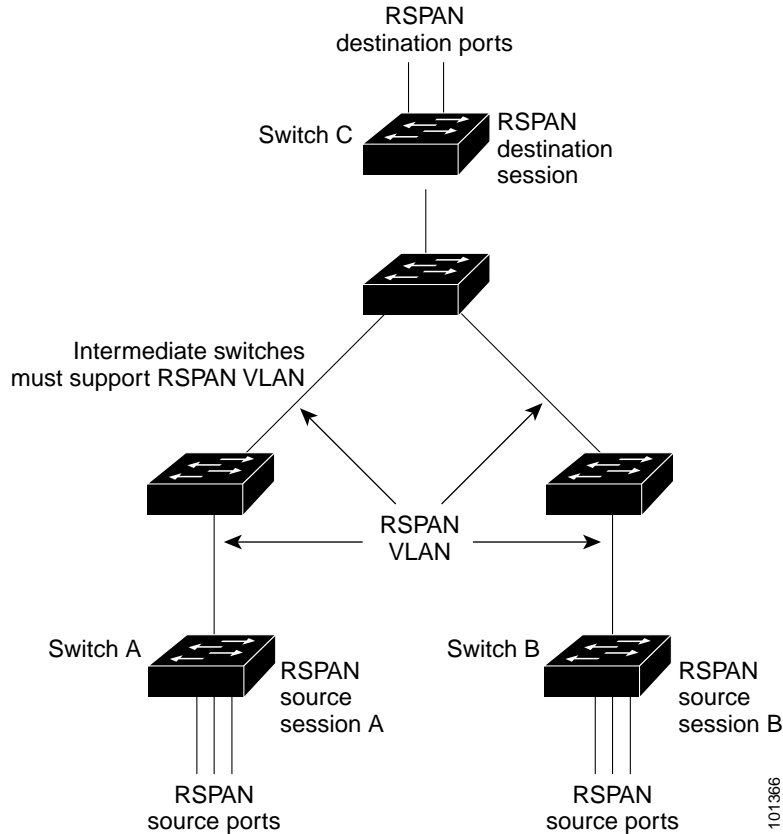 RSPAN
destination ports
Switch C
RSPAN
destination
session
Intermediate switches
must support RSPAN VLAN
RSPAN
VLAN
Switch A
RSPAN
source
session A
Switch B
RSPAN
source
session B
RSPAN
source ports
RSPAN
source ports
101366